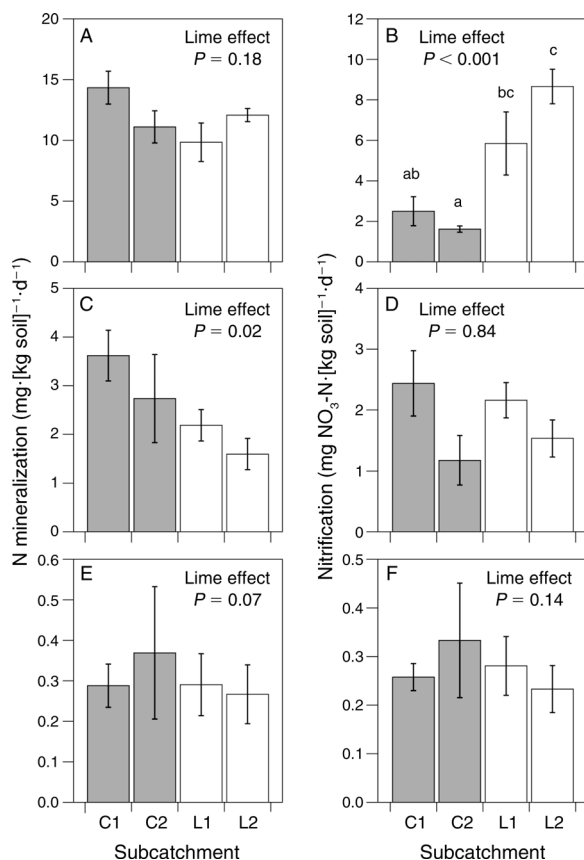 A
Lime effect
P = 0.18
20
15
10
5
0
B
Lime effect
P < 0.001
12
10
8
6
4
2
0
ab
a
bc
c
C
Lime effect
P = 0.02
5
4
3
2
1
0
D
Lime effect
P = 0.84
4
3
2
1
0
E
Lime effect
P = 0.07
0.6
0.5
0.4
0.3
0.2
0.1
0.0
F
Lime effect
P = 0.14
0.5
0.4
0.3
0.2
0.1
0.0
N mineralization (mg·[kg soil]⁻¹·d⁻¹)
Nitrification (mg NO₃-N·[kg soil]⁻¹·d⁻¹)
C1 C2 L1 L2
C1 C2 L1 L2
Subcatchment
Subcatchment